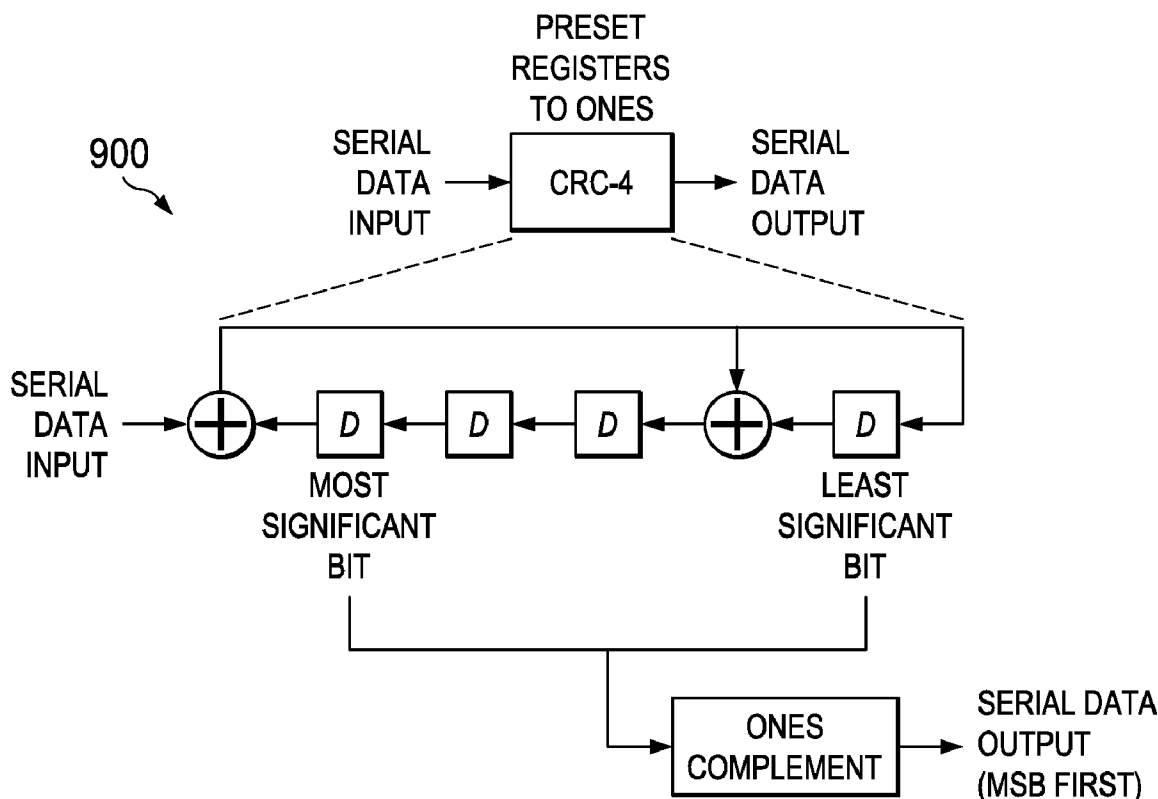 PRESET
REGISTERS
TO ONES
900
SERIAL
DATA
INPUT
CRC-4
SERIAL
DATA
OUTPUT
SERIAL
DATA
INPUT
D
D
D
D
MOST
SIGNIFICANT
BIT
LEAST
SIGNIFICANT
BIT
ONES
COMPLEMENT
SERIAL DATA
OUTPUT
(MSB FIRST)